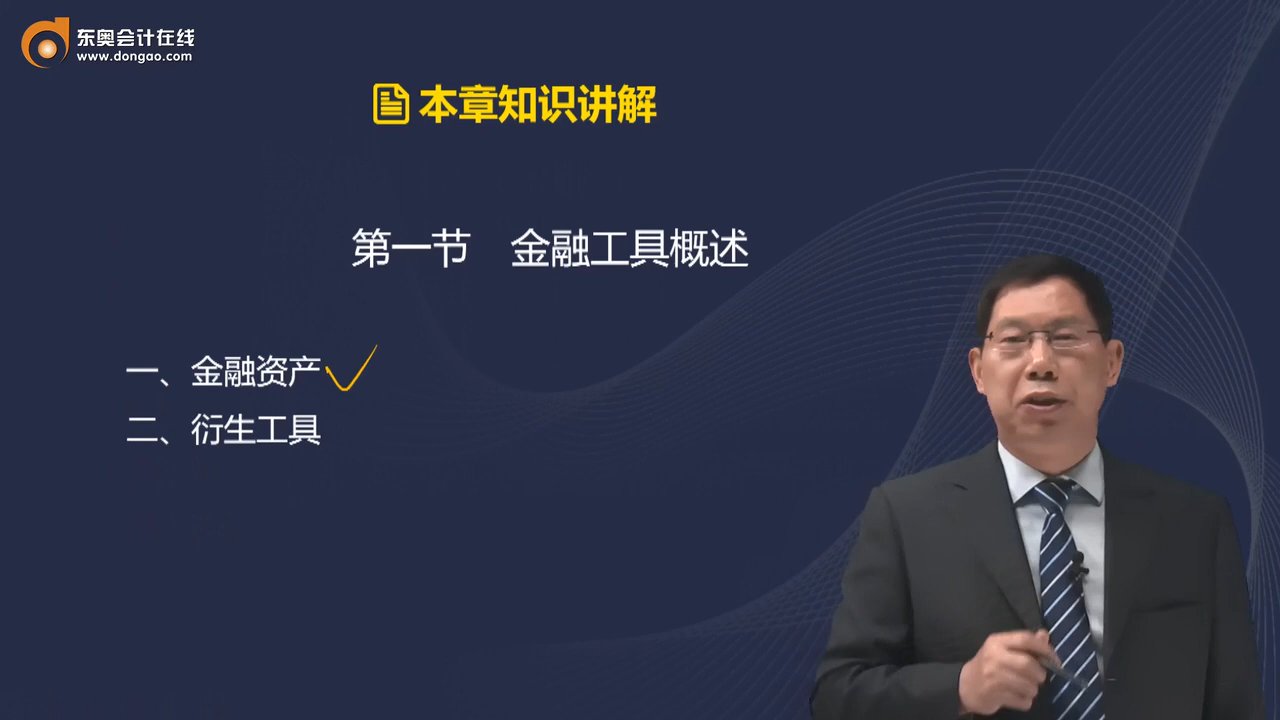 东奥会计在线
www.dongao.com
本章知识讲解
第一节 金融工具概述
一、金融资产
二、衍生工具